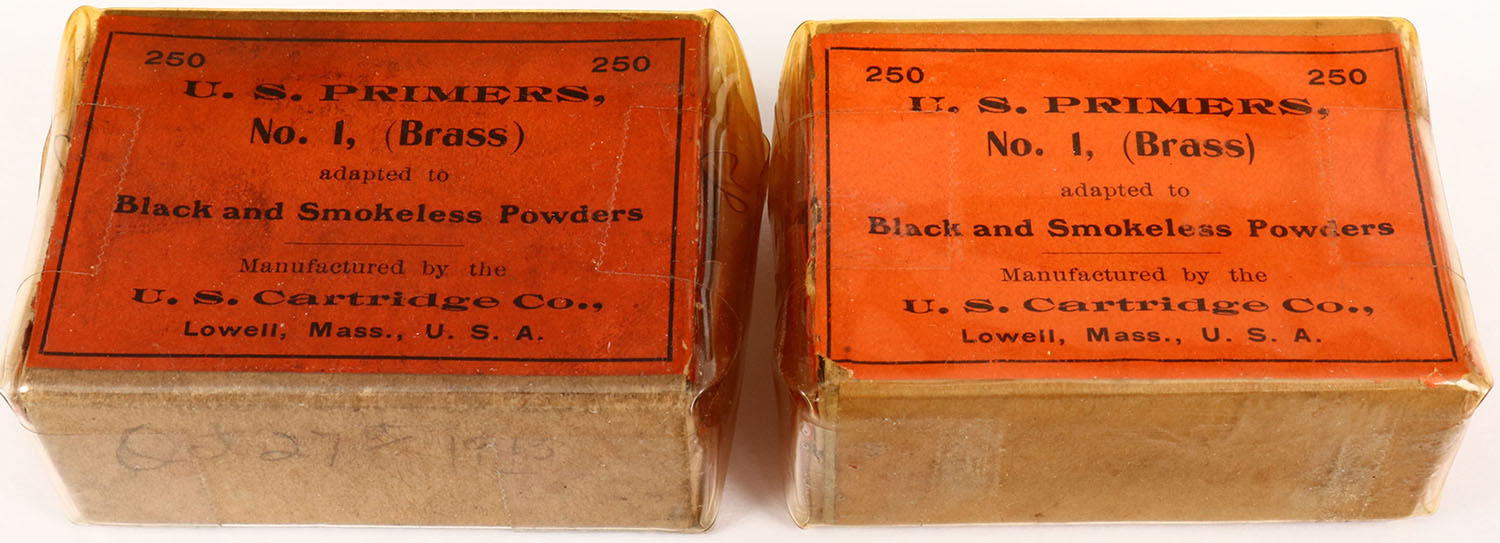 250 250
U. S. PRIMERS,
No. 1, (Brass)
adapted to
Black and Smokeless Powders
Manufactured by the
U. S. Cartridge Co.,
Lowell, Mass., U. S. A.
Oct 27
250 250
U. S. PRIMERS,
No. 1, (Brass)
adapted to
Black and Smokeless Powders
Manufactured by the
U. S. Cartridge Co.,
Lowell, Mass., U. S. A.